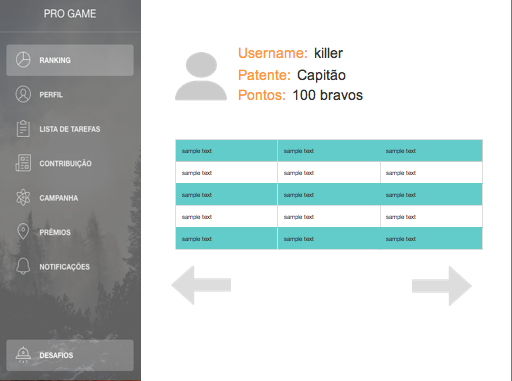 PRO GAME
RANKING
PERFIL
LISTA DE TAREFAS
CONTRIBUIÇÃO
CAMPANHA
PRÊMIOS
NOTIFICAÇÕES
DESAFIOS
Username: killer
Patente: Capitão
Pontos: 100 bravos
sample text sample text sample text
sample text sample text sample text
sample text sample text sample text
sample text sample text sample text
sample text sample text sample text